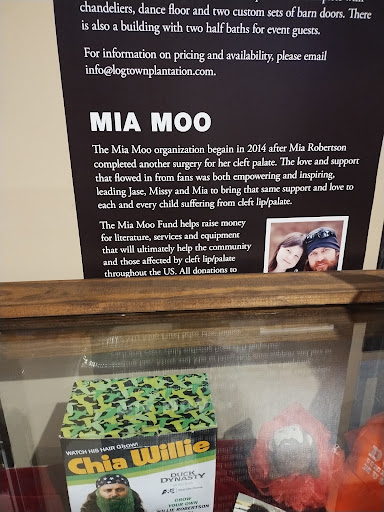 chandeliers, dance floor and two custom sets of barn doors. There
is also a building with two half baths for event guests.
For information on pricing and availability, please email
info@logtownplantation.com.
MIA MOO
The Mia Moo organization begain in 2014 after Mia Robertson
completed another surgery for her cleft palate. The love and support
that flowed in from fans was both empowering and inspiring,
leading Jase, Missy and Mia to bring that same support and love to
each and every child suffering from cleft lip/palate.
The Mia Moo Fund helps raise money
for literature, services and equipment
that will ultimately help the community
and those affected by cleft lip/palate
throughout the US. All donations to
WATCH HIS HAIR GROW!
Chia Willie
DUCK
DYNASTY
A&E
GROW
YOUR OWN
WILLIE ROBERTSON